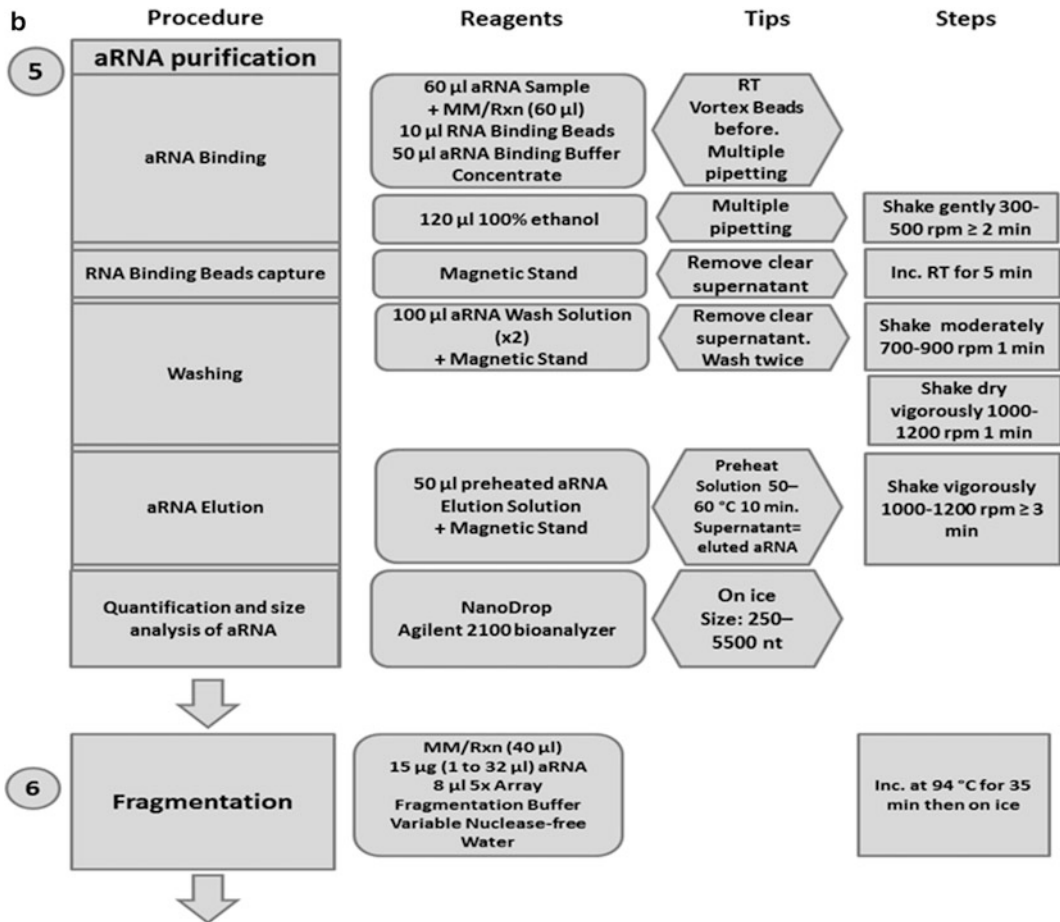 b
Procedure
Reagents
Tips
Steps
5
aRNA purification
aRNA Binding
60 µl aRNA Sample
+ MM/Rxn (60 µl)
10 µl RNA Binding Beads
50 µl aRNA Binding Buffer
Concentrate
RT
Vortex Beads
before.
Multiple
pipetting
120 µl 100% ethanol
Multiple
pipetting
Shake gently 300-
500 rpm ≥ 2 min
RNA Binding Beads capture
Magnetic Stand
Remove clear
supernatant
Inc. RT for 5 min
Washing
100 µl aRNA Wash Solution
(x2)
+ Magnetic Stand
Remove clear
supernatant.
Wash twice
Shake moderately
700-900 rpm 1 min
Shake dry
vigorously 1000-
1200 rpm 1 min
aRNA Elution
50 µl preheated aRNA
Elution Solution
+ Magnetic Stand
Preheat
Solution 50–
60 °C 10 min.
Supernatant=
eluted aRNA
Shake vigorously
1000-1200 rpm ≥ 3
min
Quantification and size
analysis of aRNA
NanoDrop
Agilent 2100 bioanalyzer
On ice
Size: 250–
5500 nt
6
Fragmentation
MM/Rxn (40 µl)
15 µg (1 to 32 µl) aRNA
8 µl 5x Array
Fragmentation Buffer
Variable Nuclease-free
Water
Inc. at 94 °C for 35
min then on ice